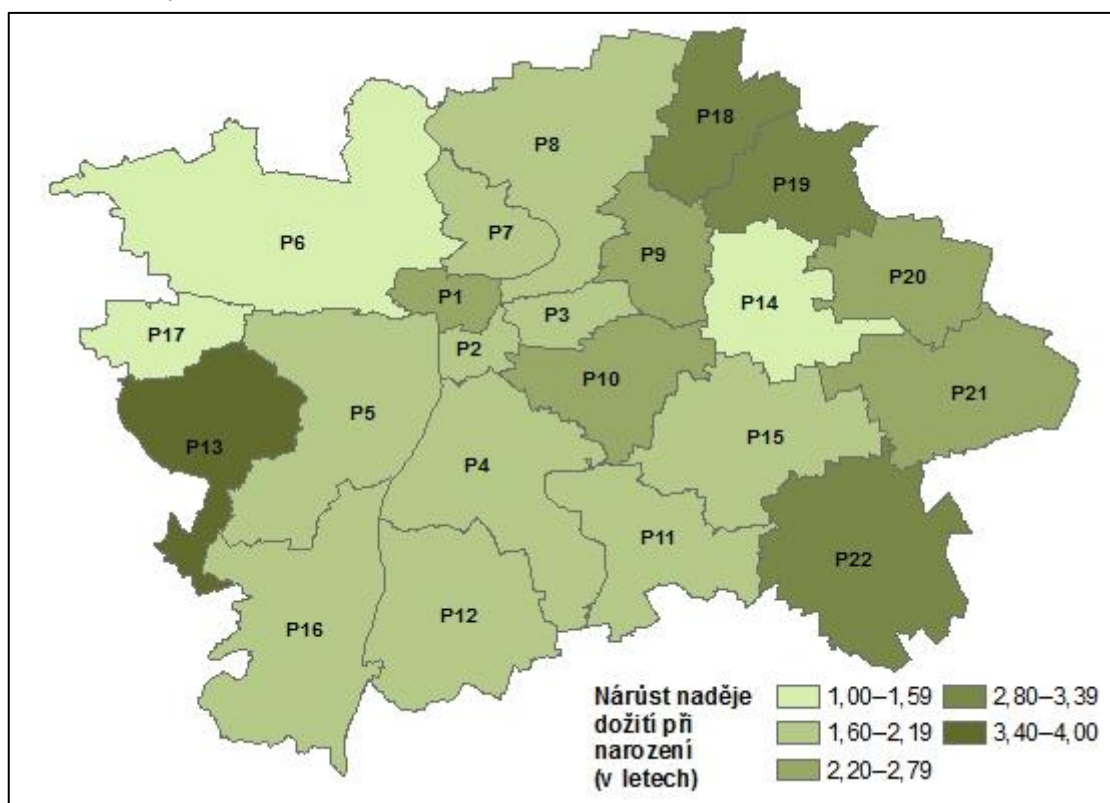 P18
P8
P19
P7
P6
P9
P20
P1
P14
P3
P17
P2
P10
P21
P5
P15
P13
P4
P11
P22
P12
P16
Nárůst naděje
dožití při
narození
(v letech)
1,00–1,59
1,60–2,19
2,20–2,79
2,80–3,39
3,40–4,00